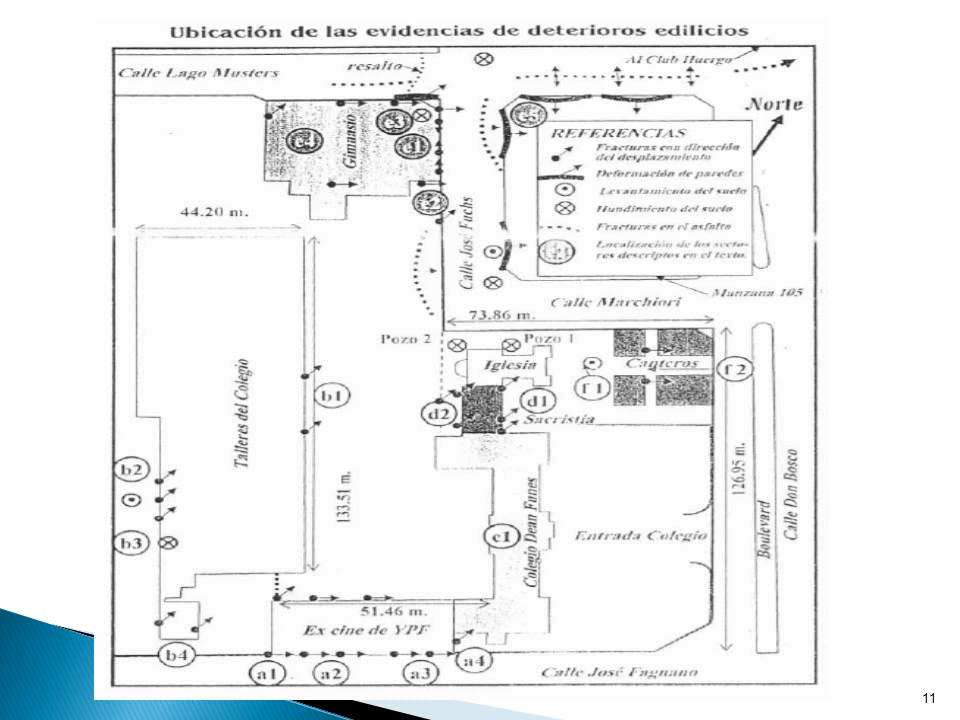 Ubicación de las evidencias de deterioros edilicios
Calle Lago Musters
resalto
Al Club Huergo
Norte
REFERENCIAS
Fracturas con dirección
del desplazamiento
Deformación de paredes
Levantamiento del suelo
Hundimiento del suelo
Fracturas en el asfalto
Localización de los secto-
res descriptos en el texto.
Gimnasio
44.20 m.
Calle José Fuchs
Manzana 105
Calle Marchiori
73.86 m.
Pozo 2
Pozo 1
Iglesia
Canteros
f1
f2
Talleres del Colegio
b1
d2
d1
Sacristía
b2
133.51 m.
126.95 m.
b3
c1
Colegio Dean Funes
Entrada Colegio
Boulevard
Calle Don Bosco
51.46 m.
Ex cine de YPF
b4
a1
a2
a3
a4
Calle José Fagnano
11